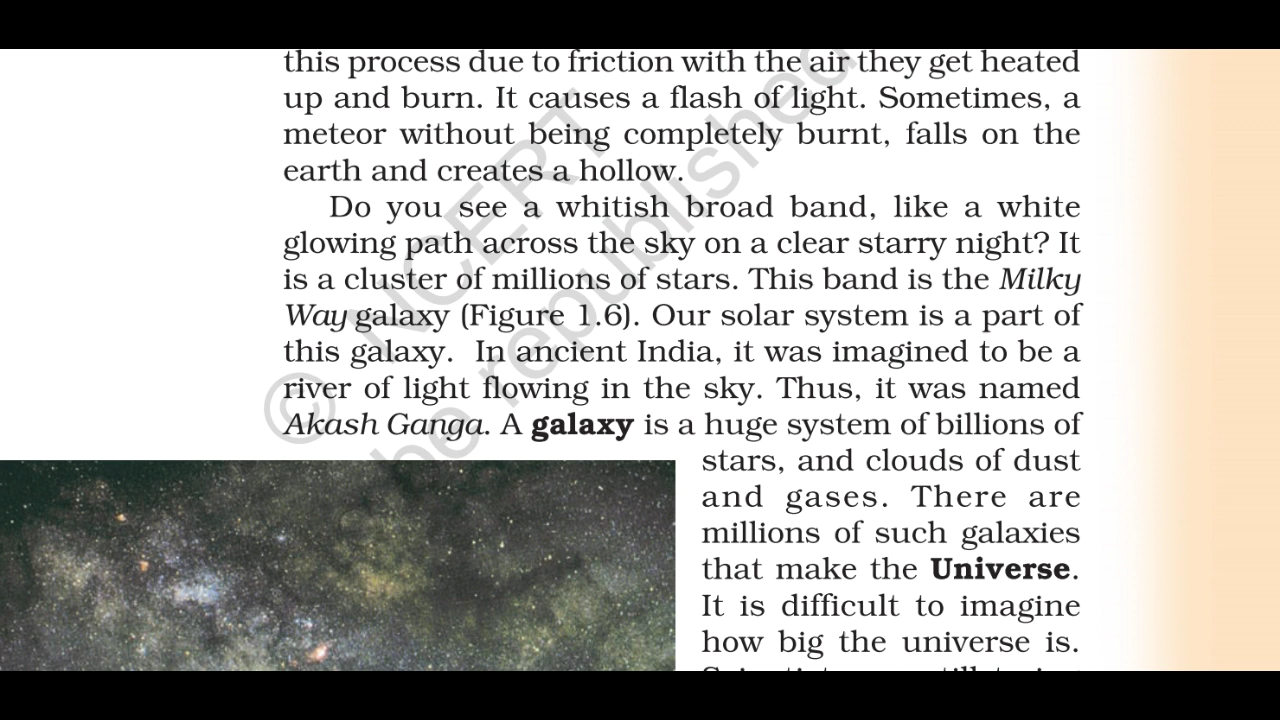 this process due to friction with the air they get heated
up and burn. It causes a flash of light. Sometimes, a
meteor without being completely burnt, falls on the
earth and creates a hollow.
Do you see a whitish broad band, like a white
glowing path across the sky on a clear starry night? It
is a cluster of millions of stars. This band is the Milky
Way galaxy (Figure 1.6). Our solar system is a part of
this galaxy. In ancient India, it was imagined to be a
river of light flowing in the sky. Thus, it was named
Akash Ganga. A galaxy is a huge system of billions of
stars, and clouds of dust
and gases. There are
millions of such galaxies
that make the Universe.
It is difficult to imagine
how big the universe is.
© NCERT
be republished